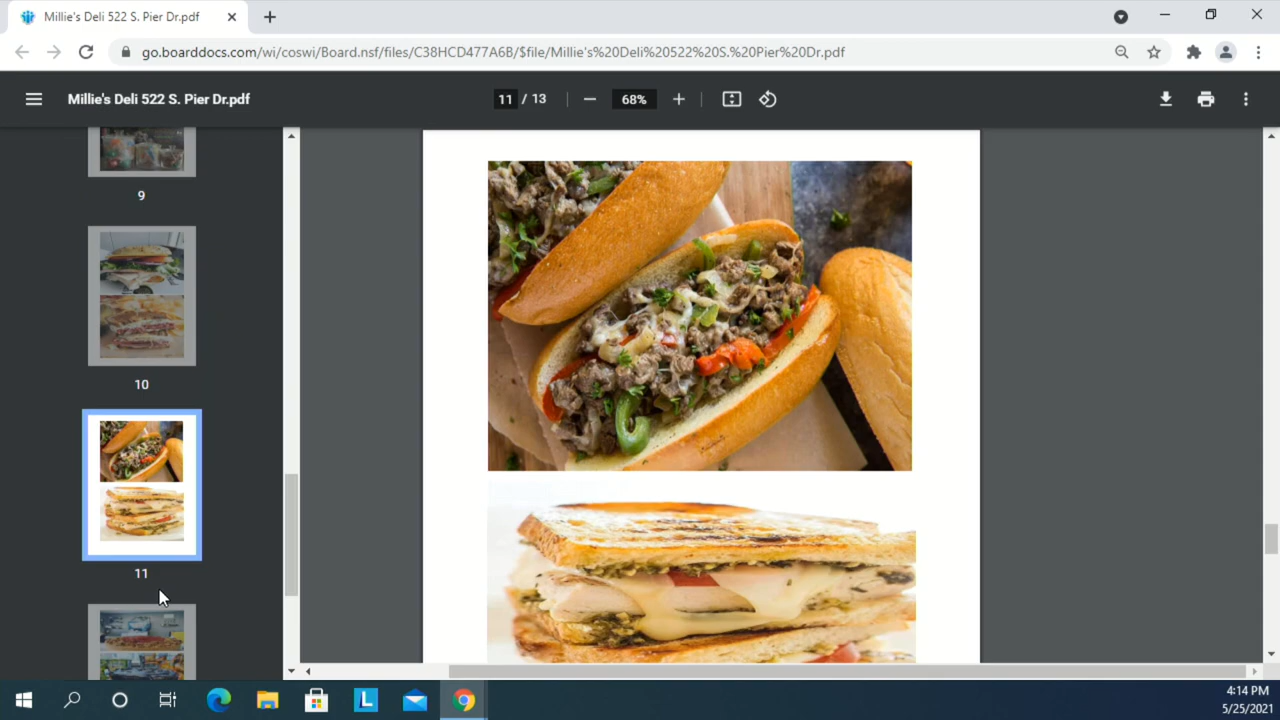 Millie's Deli 522 S. Pier Dr.pdf
go.boarddocs.com/wi/coswi/Board.nsf/files/C38HCD477A6B/$file/Millie's%20Deli%20522%20S.%20Pier%20Dr.pdf
Millie's Deli 522 S. Pier Dr.pdf
11 / 13
68%
9
10
11
4:14 PM
5/25/2021